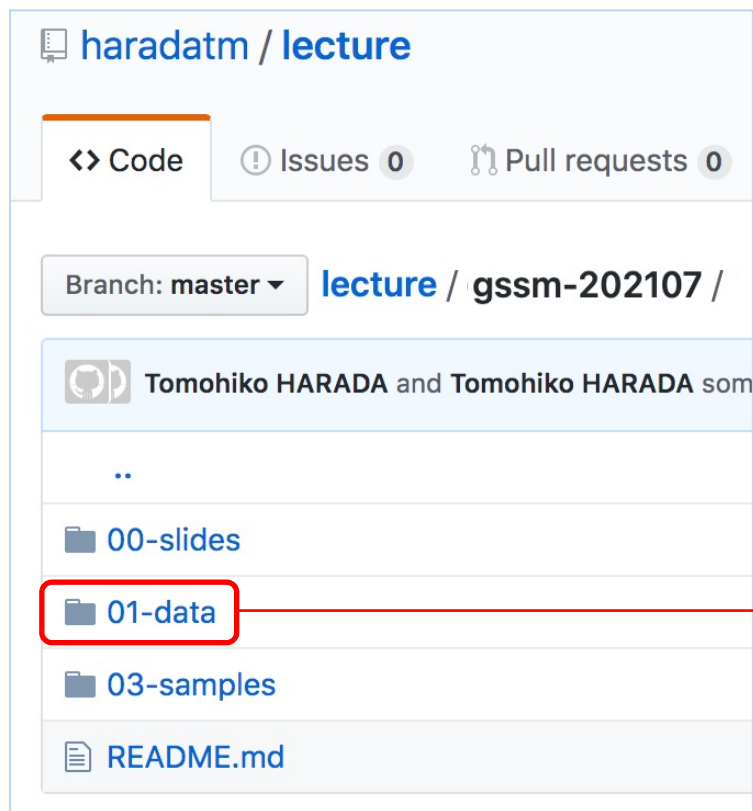 haradatm / lecture
Code Issues 0 Pull requests 0
Branch: master lecture / gssm-202107 /
Tomohiko HARADA and Tomohiko HARADA som
..
00-slides
01-data
03-samples
README.md